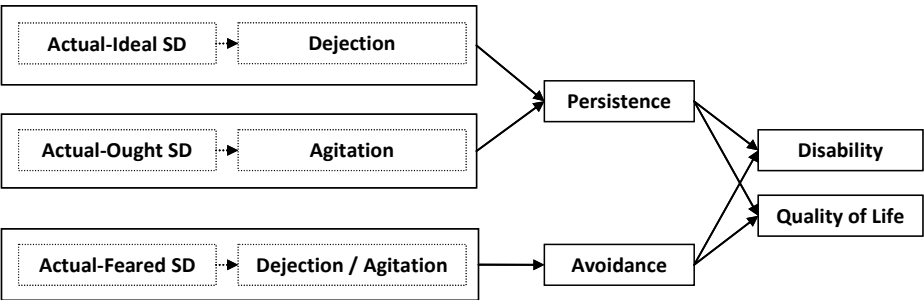 Actual-Ideal SD
Dejection
Persistence
Actual-Ought SD
Agitation
Disability
Quality of Life
Actual-Feared SD
Dejection / Agitation
Avoidance